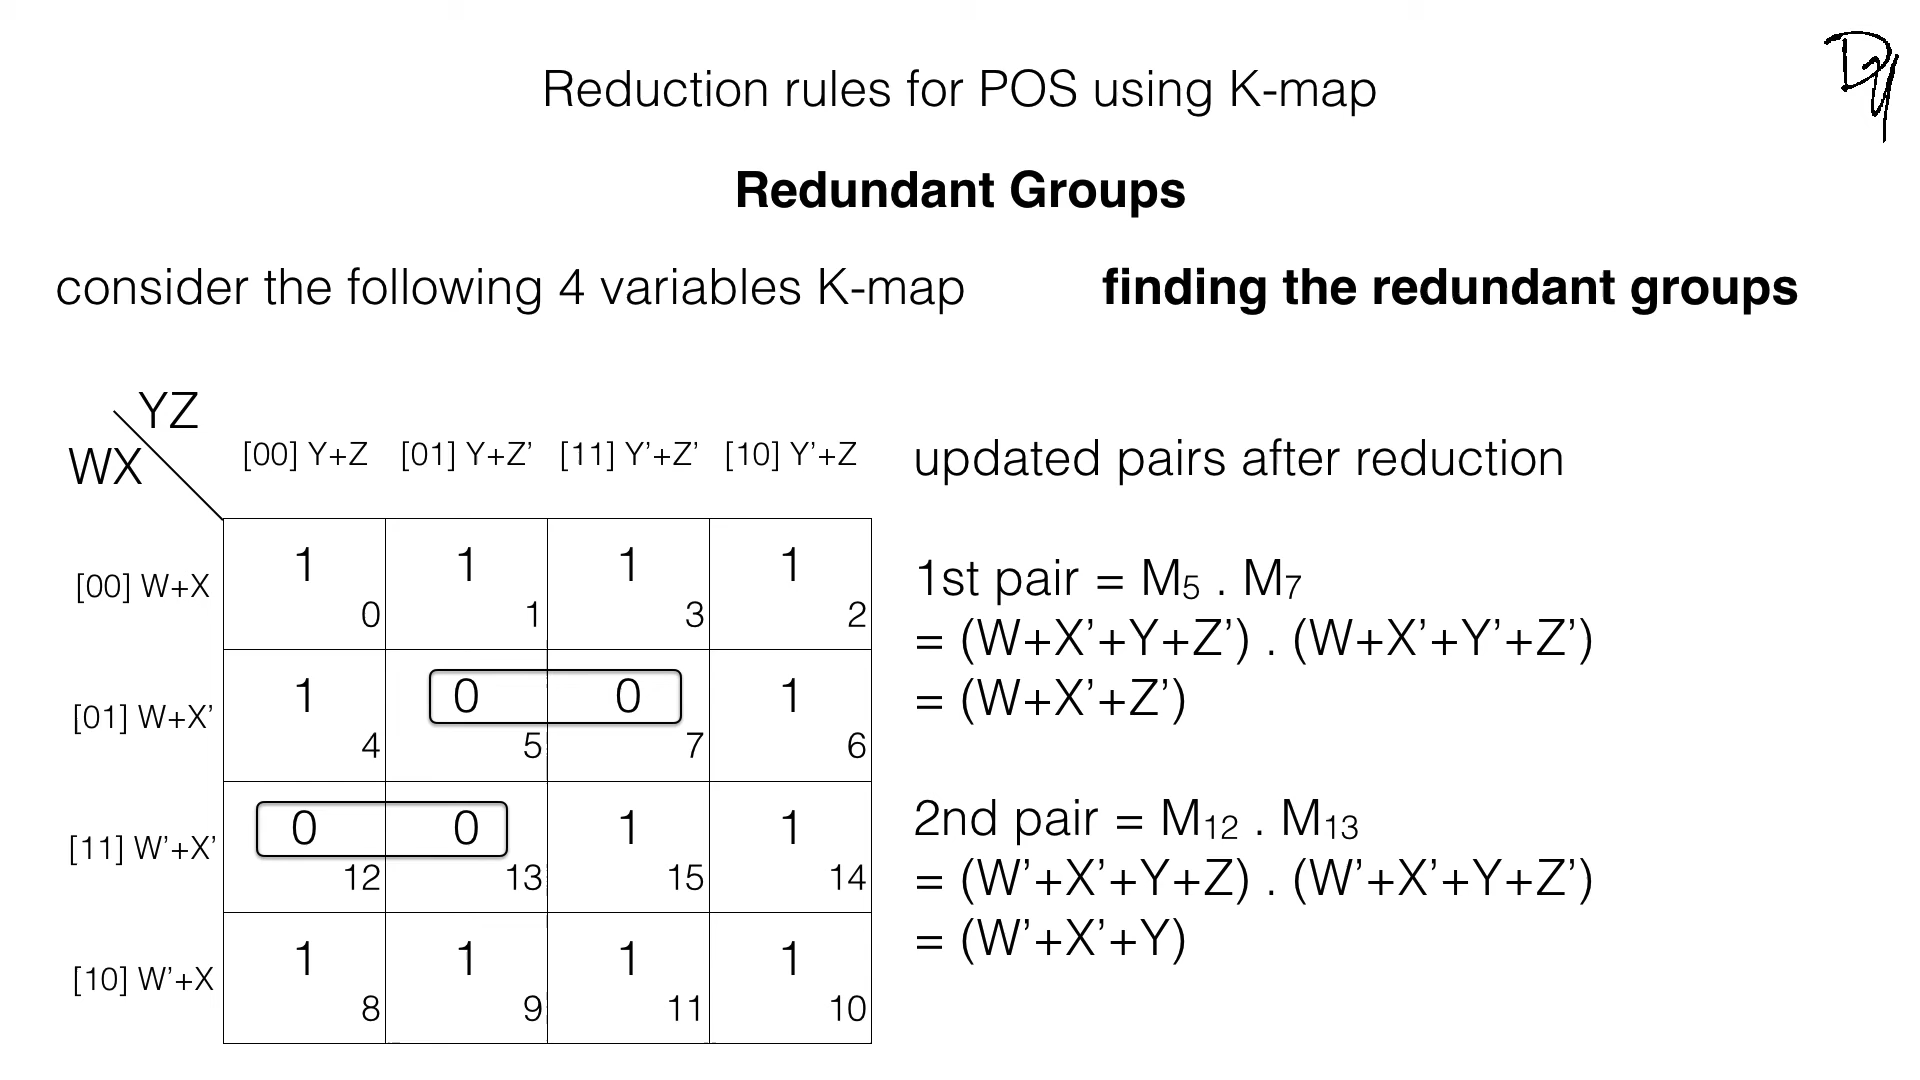 Reduction rules for POS using K-map
Redundant Groups
consider the following 4 variables K-map
finding the redundant groups
YZ
WX
[00] Y+Z [01] Y+Z’ [11] Y’+Z’ [10] Y’+Z
[00] W+X 1 1 1 1
0 1 3 2
[01] W+X’ 1 0 0 1
4 5 7 6
[11] W’+X’ 0 0 1 1
12 13 15 14
[10] W’+X 1 1 1 1
8 9 11 10
updated pairs after reduction
1st pair = M₅ . M₇
= (W+X’+Y+Z’) . (W+X’+Y’+Z’)
= (W+X’+Z’)
2nd pair = M₁₂ . M₁₃
= (W’+X’+Y+Z) . (W’+X’+Y+Z’)
= (W’+X’+Y)